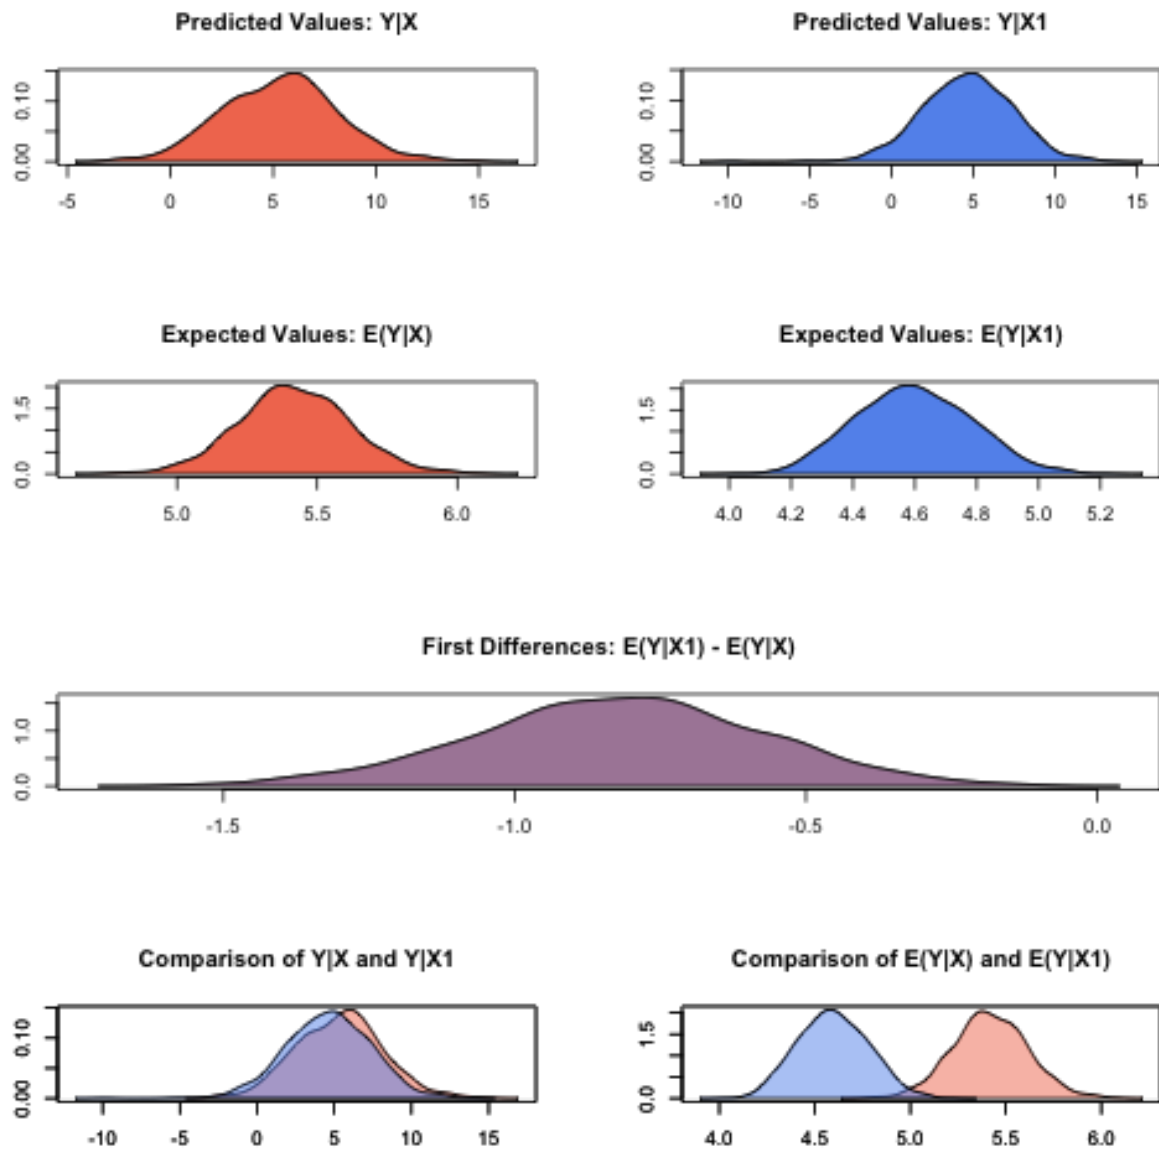 Predicted Values: Y|X
Predicted Values: Y|X1
0.00 0.10
-5 0 5 10 15
0.00 0.10
-10 -5 0 5 10 15
Expected Values: E(Y|X)
Expected Values: E(Y|X1)
0.0 1.5
5.0 5.5 6.0
0.0 1.5
4.0 4.2 4.4 4.6 4.8 5.0 5.2
First Differences: E(Y|X1) - E(Y|X)
0.0 1.0
-1.5 -1.0 -0.5 0.0
Comparison of Y|X and Y|X1
Comparison of E(Y|X) and E(Y|X1)
0.00 0.10
-10 -5 0 5 10 15
0.0 1.5
4.0 4.5 5.0 5.5 6.0